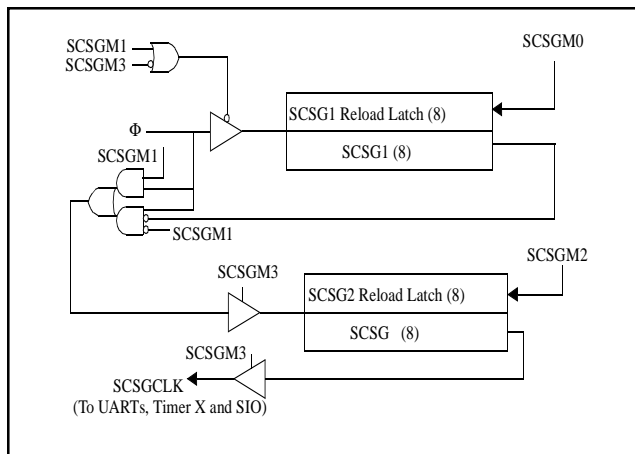 SCSGM1
SCSGM3
SCSGM0
Φ
SCSG1 Reload Latch (8)
SCSG1 (8)
SCSGM1
SCSGM1
SCSGM2
SCSGM3
SCSG2 Reload Latch (8)
SCSG (8)
SCSGM3
SCSGCLK
(To UARTs, Timer X and SIO)